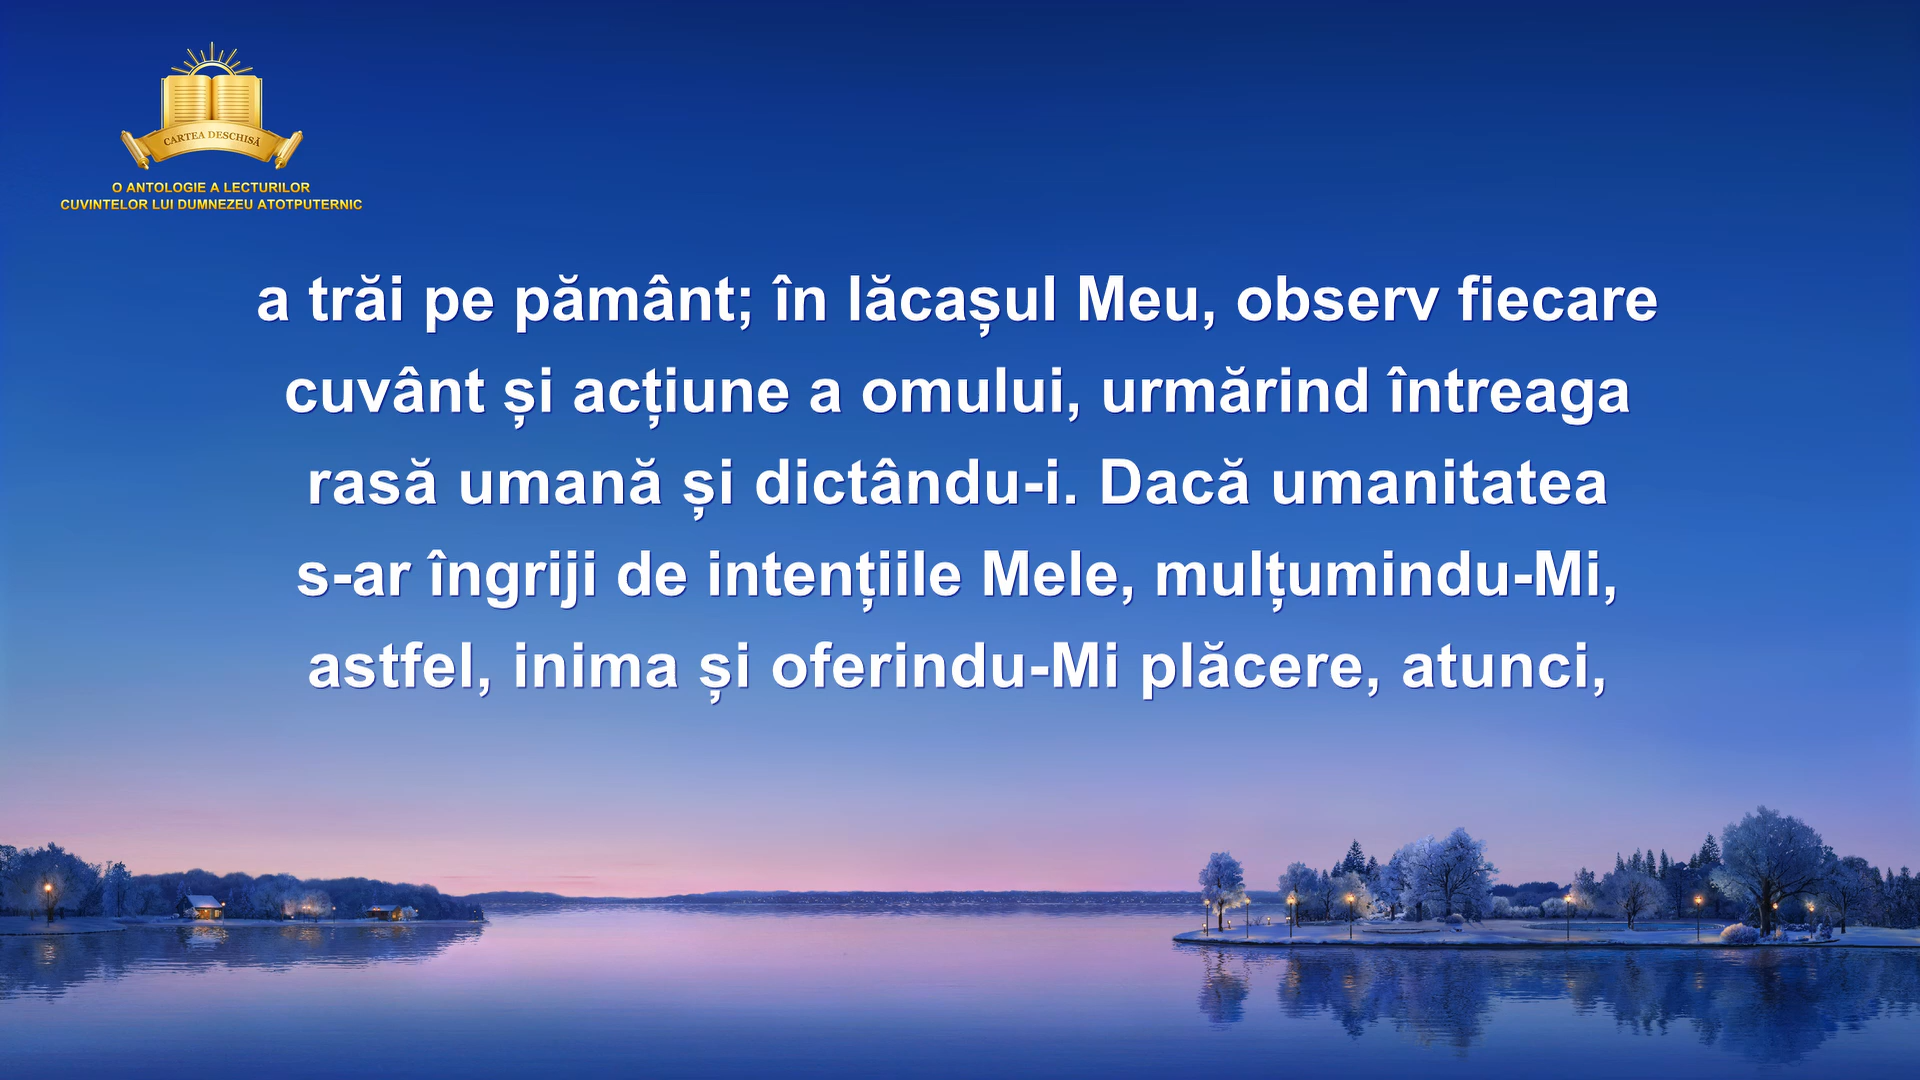 CARTEA DESCHISĂ
O ANTOLOGIE A LECTURILOR
CUVINTELOR LUI DUMNEZEU ATOTPUTERNIC
a trăi pe pământ; în lăcașul Meu, observ fiecare
cuvânt și acțiune a omului, urmărind întreaga
rasă umană și dictându-i. Dacă umanitatea
s-ar îngriji de intențiile Mele, mulțumindu-Mi,
astfel, inima și oferindu-Mi plăcere, atunci,